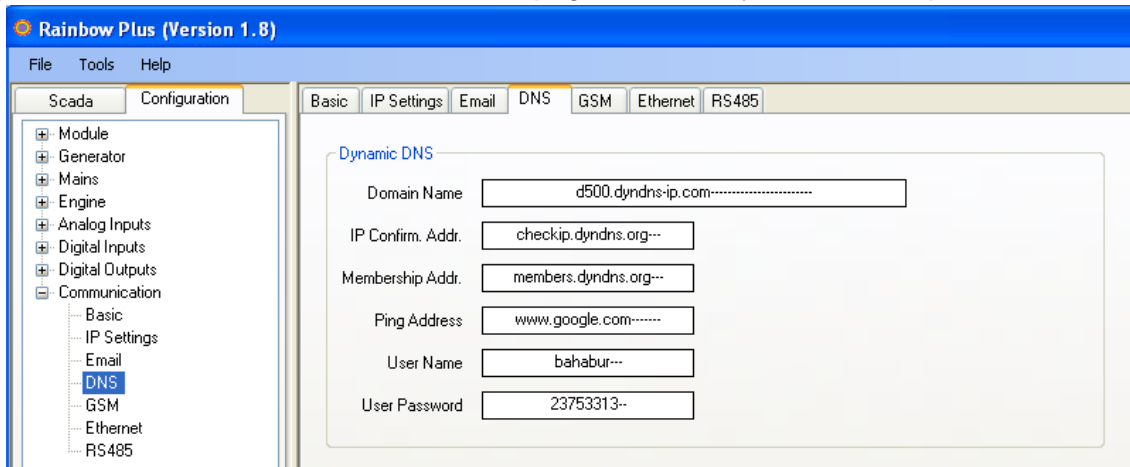 Rainbow Plus (Version 1.8)
File Tools Help
Scada Configuration
Module
Generator
Mains
Engine
Analog Inputs
Digital Inputs
Digital Outputs
Communication
Basic
IP Settings
Email
DNS
GSM
Ethernet
RS485
Basic IP Settings Email DNS GSM Ethernet RS485
Dynamic DNS
Domain Name d500.dyndns-ip.com------------------------
IP Confirm. Addr. checkip.dyndns.org---
Membership Addr. members.dyndns.org---
Ping Address www.google.com-------
User Name bahabur---
User Password 23753313--